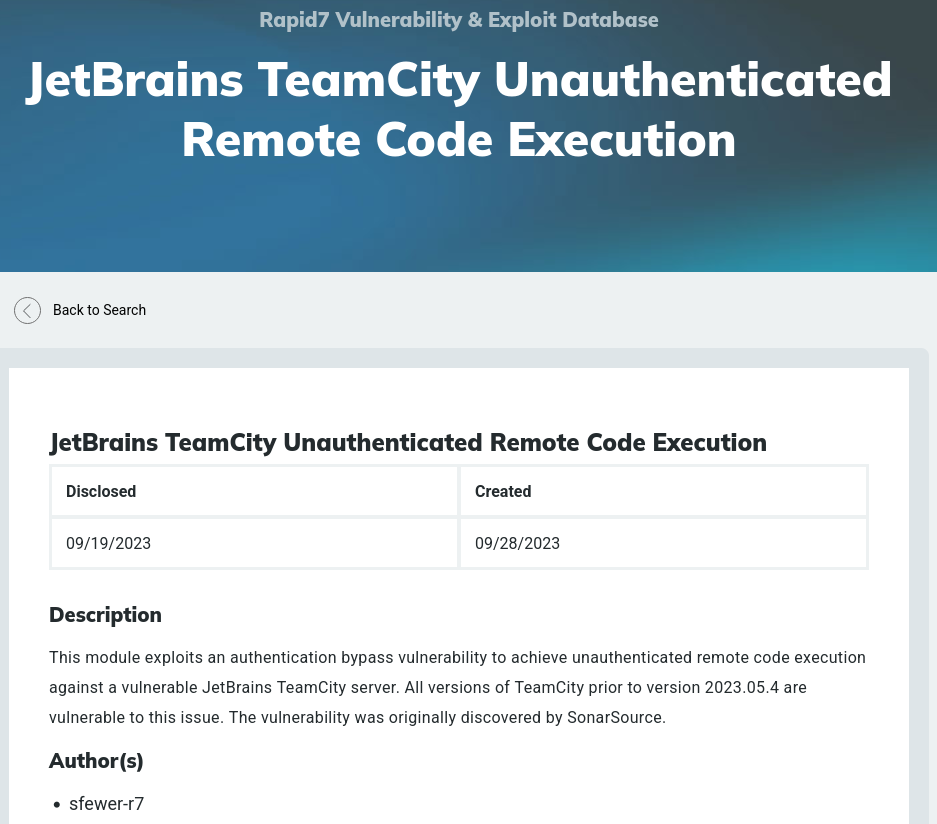 Rapid7 Vulnerability & Exploit Database
JetBrains TeamCity Unauthenticated
Remote Code Execution
Back to Search
JetBrains TeamCity Unauthenticated Remote Code Execution
Disclosed Created
09/19/2023 09/28/2023
Description
This module exploits an authentication bypass vulnerability to achieve unauthenticated remote code execution
against a vulnerable JetBrains TeamCity server. All versions of TeamCity prior to version 2023.05.4 are
vulnerable to this issue. The vulnerability was originally discovered by SonarSource.
Author(s)
• sfewer-r7